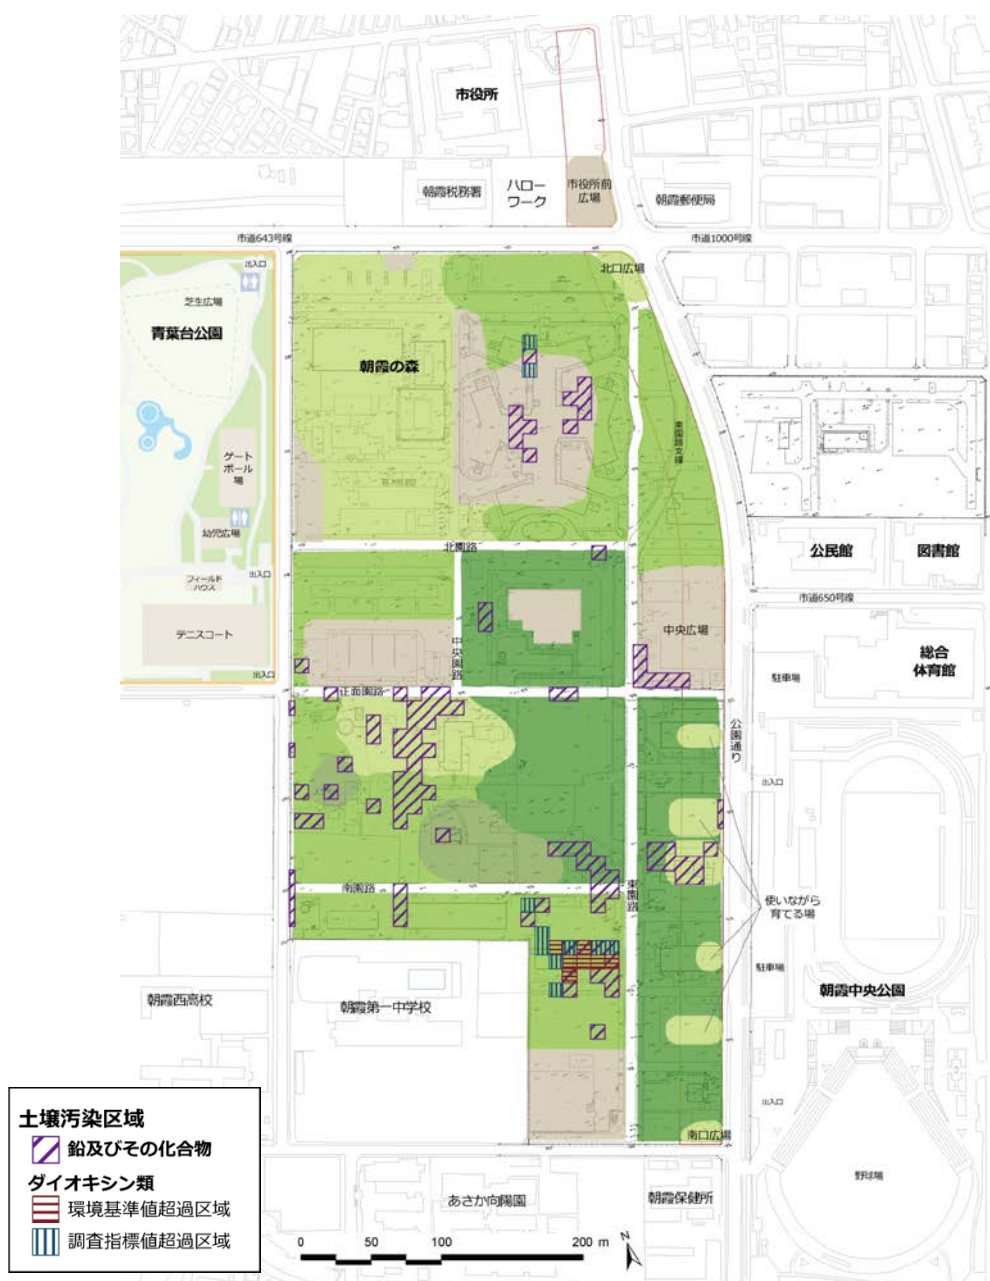 市役所
朝霞税務署
ハロー
ワーク
市役所前
広場
朝霞郵便局
市道643号線
市道1000号線
出入口
北口広場
芝生広場
青葉台公園
朝霞の森
東園路支線
ゲート
ボール
場
幼児広場
北園路
公民館
図書館
出入口
フィールド
ハウス
市道650号線
テニスコート
中央園路
中央広場
総合
体育館
出入口
駐車場
正面園路
公園通り
出入口
南園路
東園路
使いながら
育てる場
駐車場
朝霞西高校
朝霞第一中学校
朝霞中央公園
出入口
南口広場
野球場
あさか向陽園
朝霞保健所
土壌汚染区域
鉛及びその化合物
ダイオキシン類
環境基準値超過区域
調査指標値超過区域
0 50 100 200 m
N